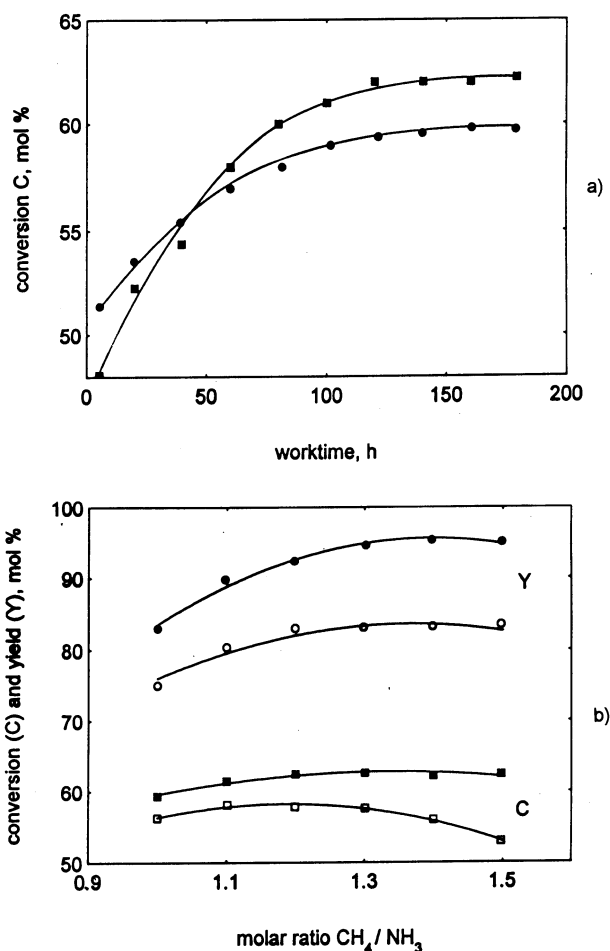 65
60
55
50
conversion C, mol %
0
50
100
150
200
worktime, h
a)
100
90
80
70
60
50
conversion (C) and yield (Y), mol %
Y
C
0.9
1.1
1.3
1.5
molar ratio CH4/ NH3
b)